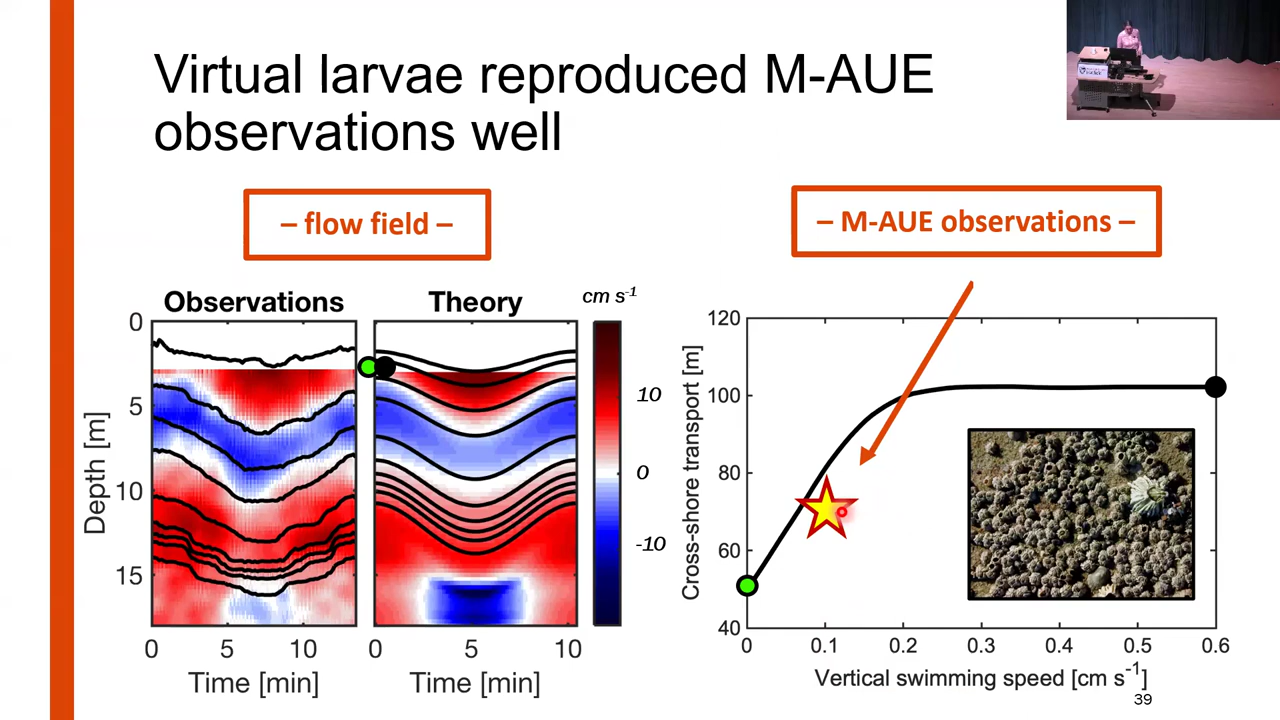 Virtual larvae reproduced M-AUE
observations well
– flow field –
– M-AUE observations –
Observations
Theory
cm s-1
0
5
10
15
Depth [m]
0
5
10
Time [min]
0
5
10
Time [min]
10
0
-10
120
100
80
60
40
Cross-shore transport [m]
0
0.1
0.2
0.3
0.4
0.5
0.6
Vertical swimming speed [cm s-1]
39